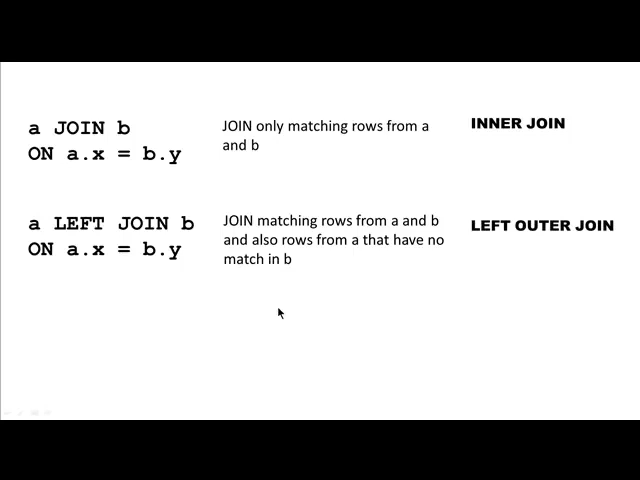 a JOIN b
ON a.x = b.y
JOIN only matching rows from a
and b
INNER JOIN
a LEFT JOIN b
ON a.x = b.y
JOIN matching rows from a and b
and also rows from a that have no
match in b
LEFT OUTER JOIN